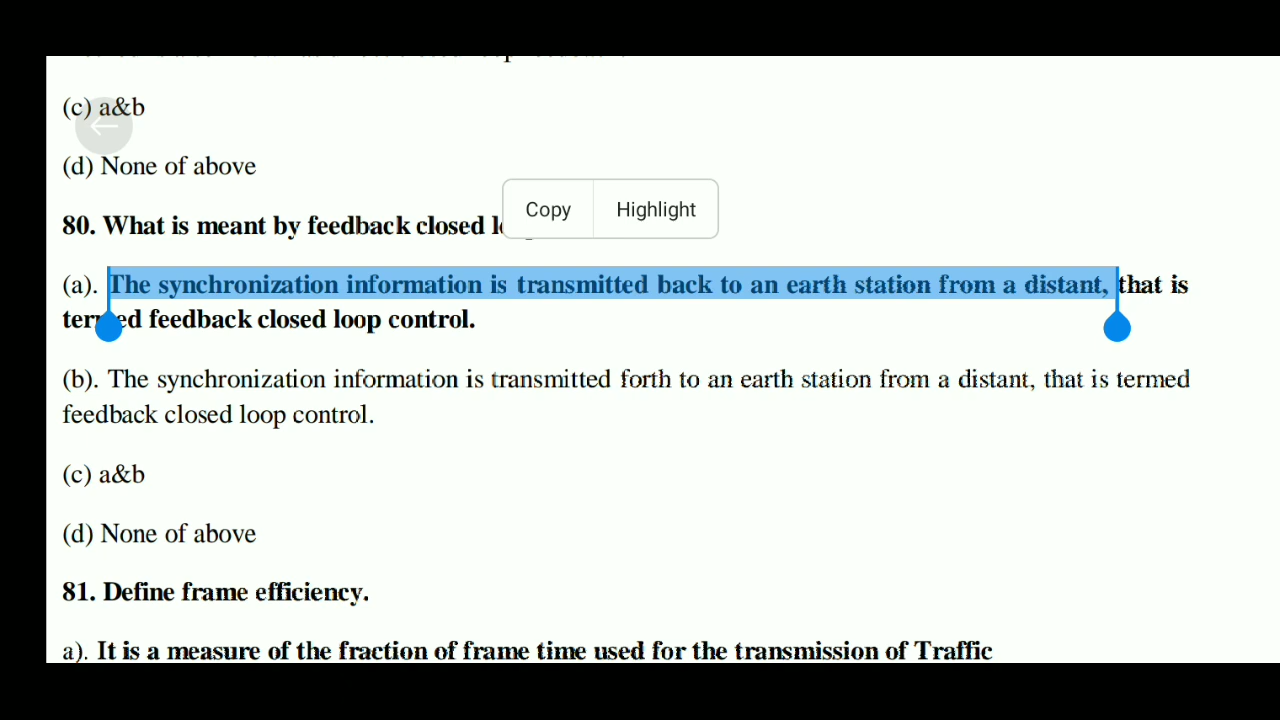 (c) a&b
(d) None of above
Copy Highlight
80. What is meant by feedback closed
(a). The synchronization information is transmitted back to an earth station from a distant, that is
termed feedback closed loop control.
(b). The synchronization information is transmitted forth to an earth station from a distant, that is termed
feedback closed loop control.
(c) a&b
(d) None of above
81. Define frame efficiency.
a). It is a measure of the fraction of frame time used for the transmission of Traffic